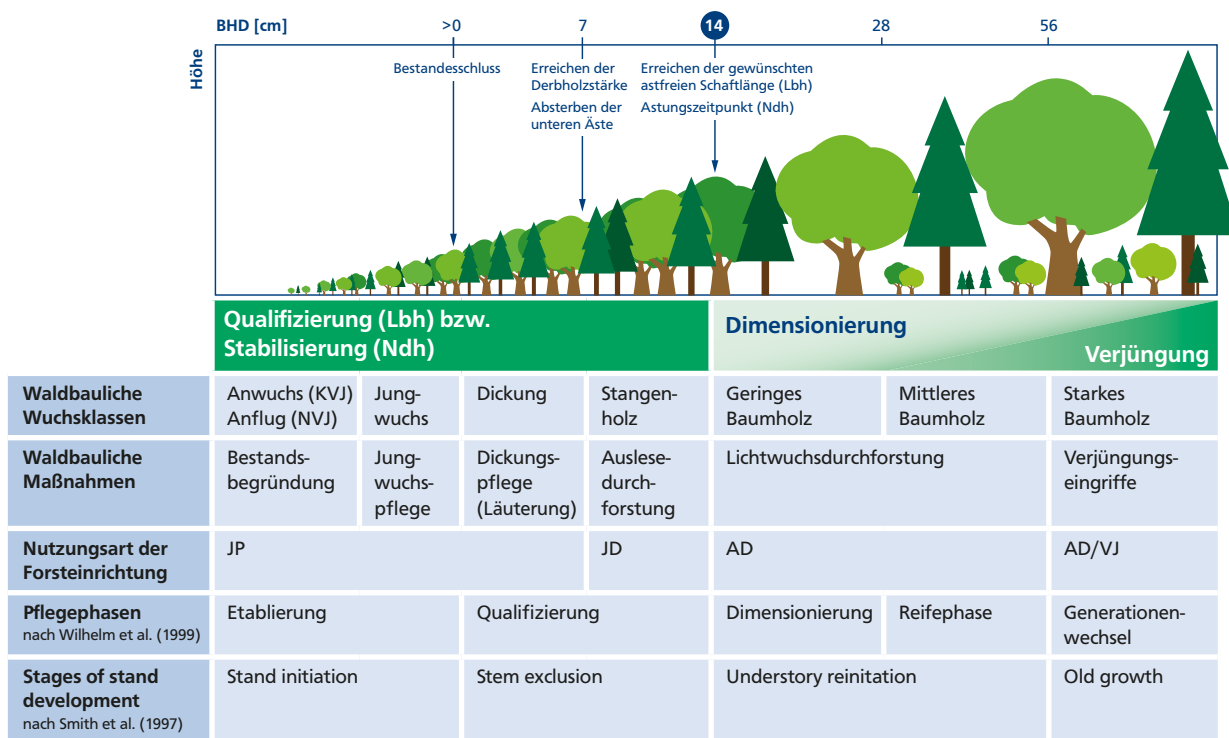 BHD [cm]
>0
7
14
28
56
Höhe
Bestandesschluss
Erreichen der
Derbholzstärke
Absterben der
unteren Äste
Erreichen der gewünschten
astfreien Schaftlänge (Lbh)
Astungszeitpunkt (Ndh)
Qualifizierung (Lbh) bzw.
Stabilisierung (Ndh)
Dimensionierung
Verjüngung
Waldbauliche
Wuchsklassen
Anwuchs (KVJ)
Anflug (NVJ)
Jung-
wuchs
Dickung
Stangen-
holz
Geringes
Baumholz
Mittleres
Baumholz
Starkes
Baumholz
Waldbauliche
Maßnahmen
Bestands-
begründung
Jung-
wuchs-
pflege
Dickungs-
pflege
(Läuterung)
Auslese-
durch-
forstung
Lichtwuchsdurchforstung
Verjüngungs-
eingriffe
Nutzungsart der
Forsteinrichtung
JP
JD
AD
AD/VJ
Pflegephasen
nach Wilhelm et al. (1999)
Etablierung
Qualifizierung
Dimensionierung
Reifephase
Generationen-
wechsel
Stages of stand
development
nach Smith et al. (1997)
Stand initiation
Stem exclusion
Understory reinitation
Old growth